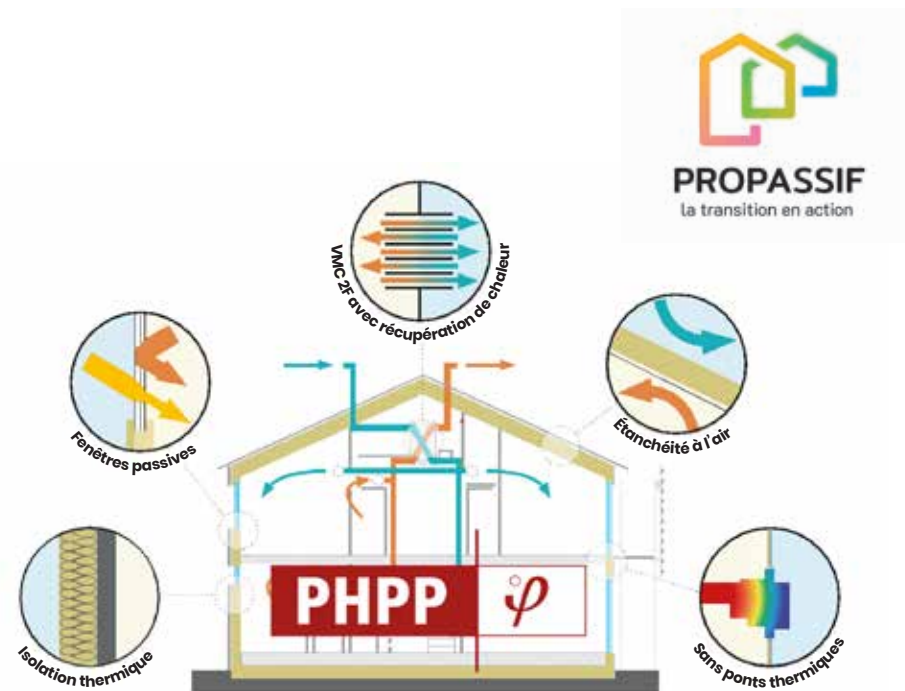 PROPASSIF
la transition en action
VMC 2F avec récupération de chaleur
Fenêtres passives
Étanchéité à l'air
PHPP
Isolation thermique
Sans ponts thermiques